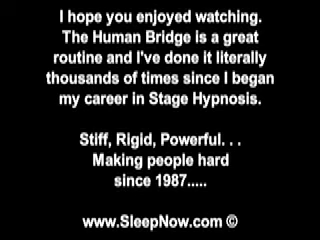 I hope you enjoyed watching.
The Human Bridge is a great
routine and I've done it literally
thousands of times since I began
my career in Stage Hypnosis.
Stiff, Rigid, Powerful. . .
Making people hard
since 1987.....
www.SleepNow.com ©